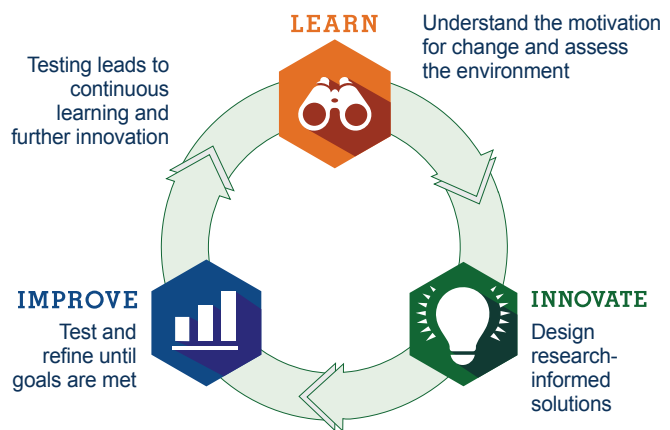 LEARN
Understand the motivation
for change and assess
the environment
Testing leads to
continuous
learning and
further innovation
IMPROVE
Test and
refine until
goals are met
INNOVATE
Design
research-
informed
solutions